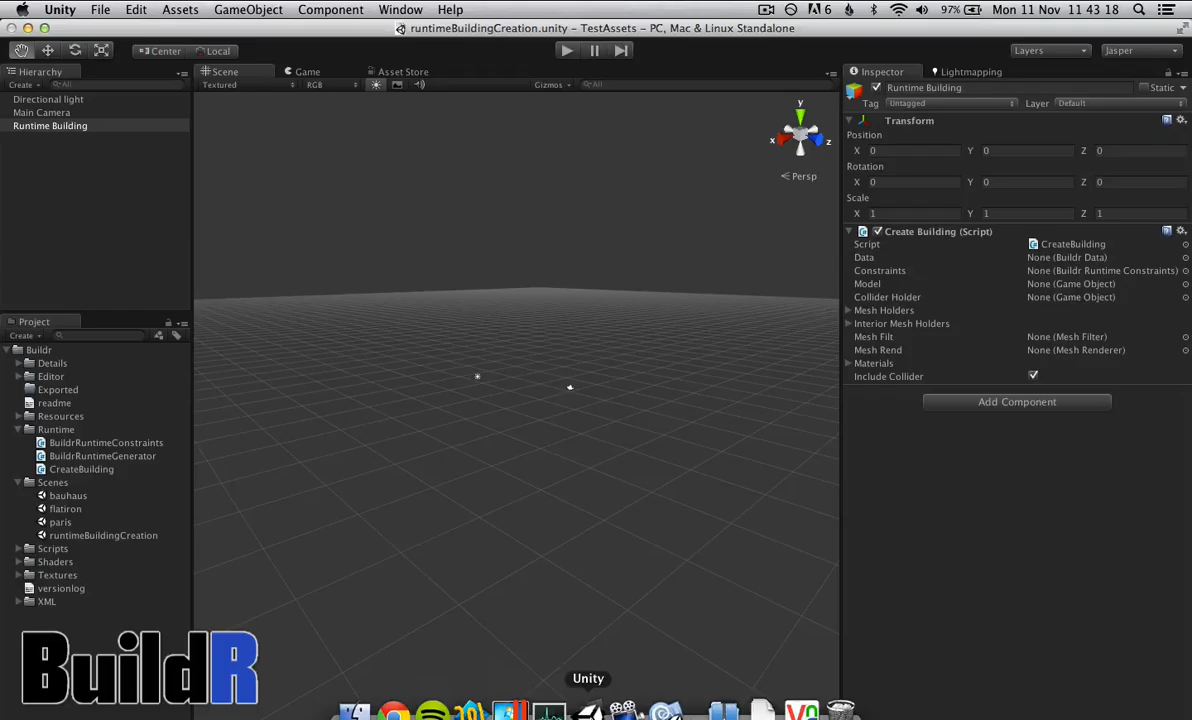 Unity File Edit Assets GameObject Component Window Help 6 97% Mon 11 Nov 11 43 18
runtimeBuildingCreation.unity – TestAssets – PC, Mac & Linux Standalone
Center Local Layers Jasper
Hierarchy Scene Game Asset Store Inspector Lightmapping
Create All Textured RGB Gizmos All Runtime Building Static
Tag Untagged Layer Default
Directional light
Main Camera
Runtime Building
y
x
z
Persp
Transform
Position
X 0 Y 0 Z 0
Rotation
X 0 Y 0 Z 0
Scale
X 1 Y 1 Z 1
Create Building (Script)
Script CreateBuilding
Data None (Buildr Data)
Constraints None (Buildr Runtime Constraints)
Model None (Game Object)
Collider Holder None (Game Object)
Mesh Holders
Interior Mesh Holders
Mesh Filt None (Mesh Filter)
Mesh Rend None (Mesh Renderer)
Materials
Include Collider
Add Component
Project
Create
Buildr
Details
Editor
Exported
readme
Resources
Runtime
BuildrRuntimeConstraints
BuildrRuntimeGenerator
CreateBuilding
Scenes
bauhaus
flatiron
paris
runtimeBuildingCreation
Scripts
Shaders
Textures
versionlog
XML
BuildR
Unity